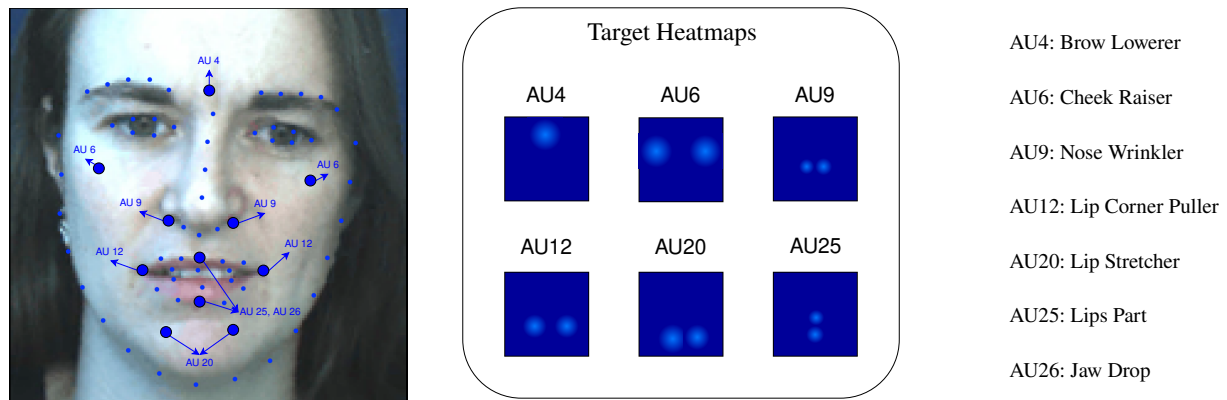 AU 4
AU 6
AU 6
AU 9
AU 9
AU 12
AU 12
AU 25, AU 26
AU 20
Target Heatmaps
AU4 AU6 AU9
AU12 AU20 AU25
AU4: Brow Lowerer
AU6: Cheek Raiser
AU9: Nose Wrinkler
AU12: Lip Corner Puller
AU20: Lip Stretcher
AU25: Lips Part
AU26: Jaw Drop